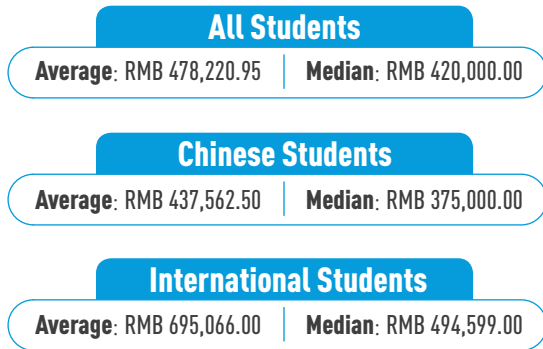 All Students
Average: RMB 478,220.95 Median: RMB 420,000.00
Chinese Students
Average: RMB 437,562.50 Median: RMB 375,000.00
International Students
Average: RMB 695,066.00 Median: RMB 494,599.00